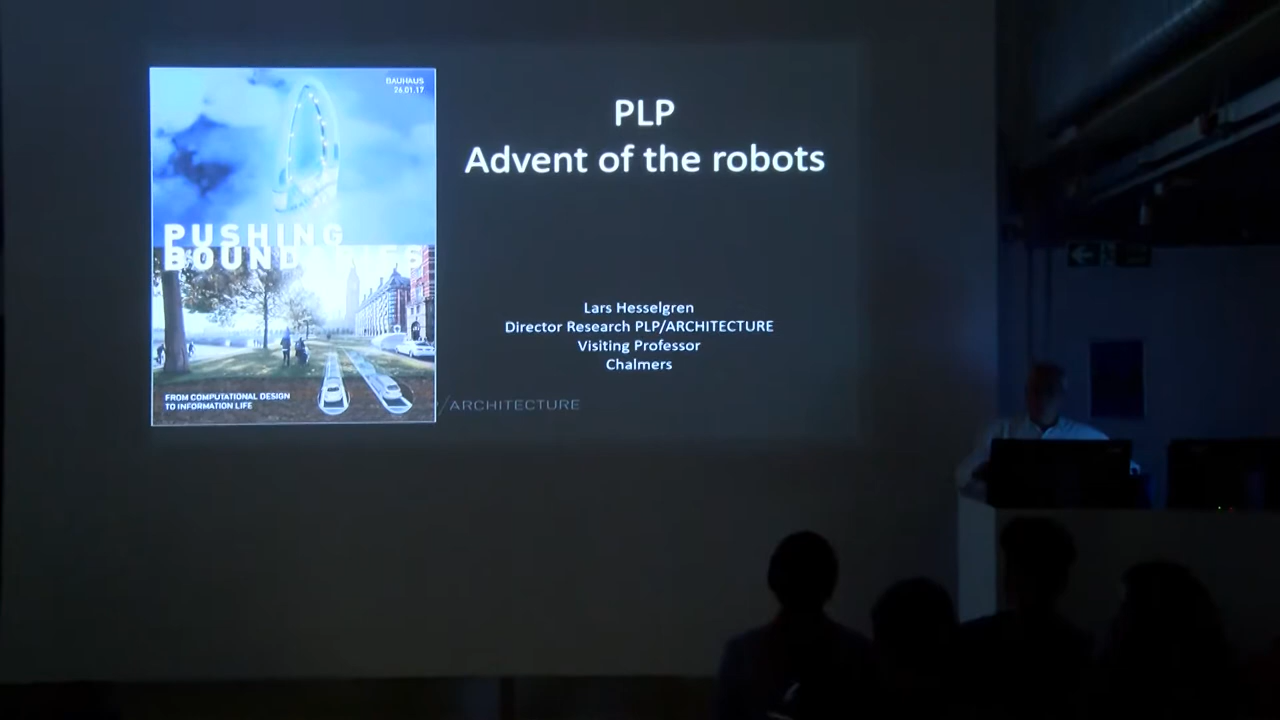 BAUHAUS
26.01.17
PUSHING
BOUNDARIES
FROM COMPUTATIONAL DESIGN
TO INFORMATION LIFE
PLP
Advent of the robots
Lars Hesselgren
Director Research PLP/ARCHITECTURE
Visiting Professor
Chalmers
/ARCHITECTURE